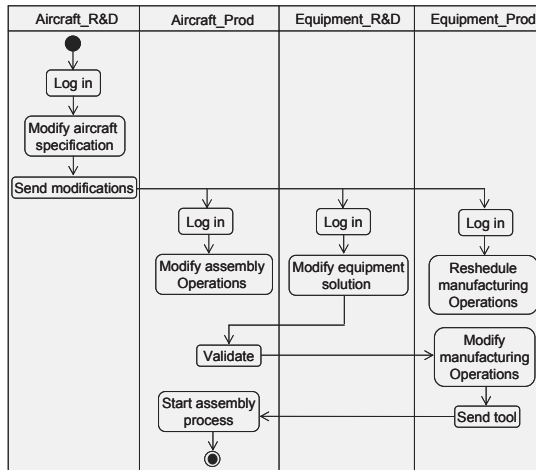 Aircraft_R&D
Aircraft_Prod
Equipment_R&D
Equipment_Prod
Log in
Modify aircraft
specification
Send modifications
Log in
Log in
Log in
Modify assembly
Operations
Modify equipment
solution
Reshedule
manufacturing
Operations
Validate
Modify
manufacturing
Operations
Start assembly
process
Send tool